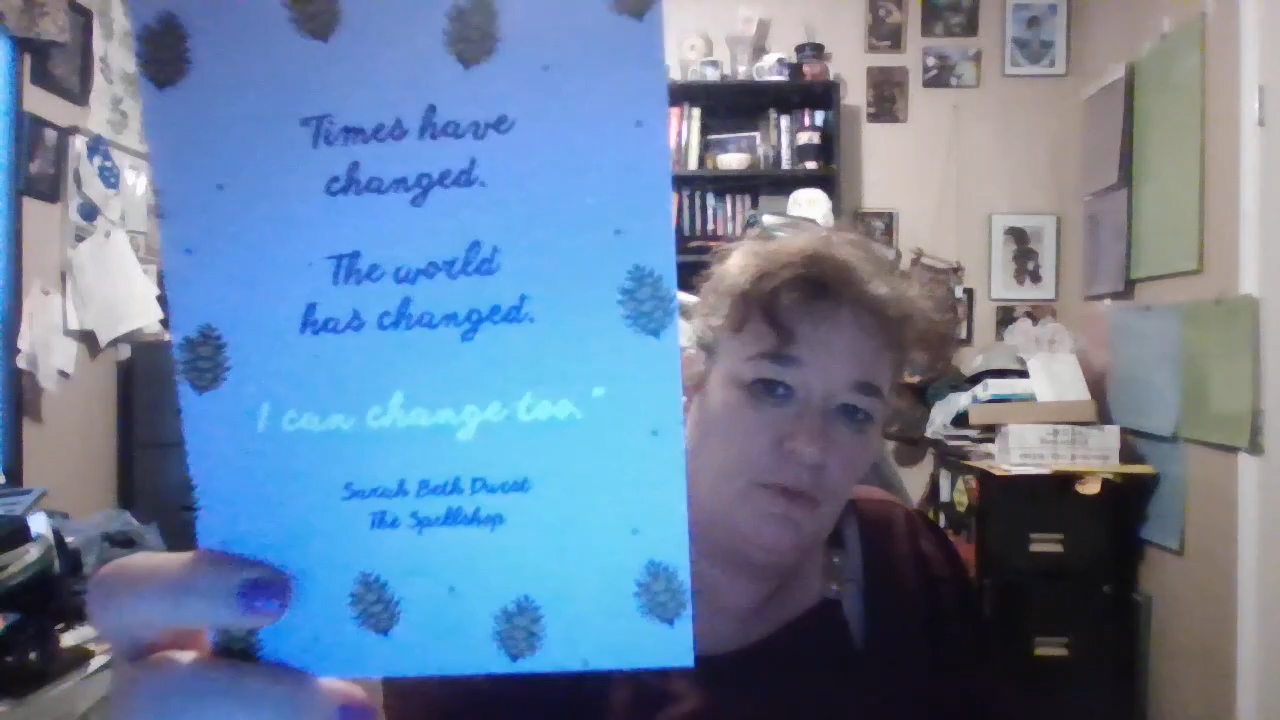 Times have
changed.
The world
has changed.
I can change too."
Sarah Beth Durst
The Spellshop